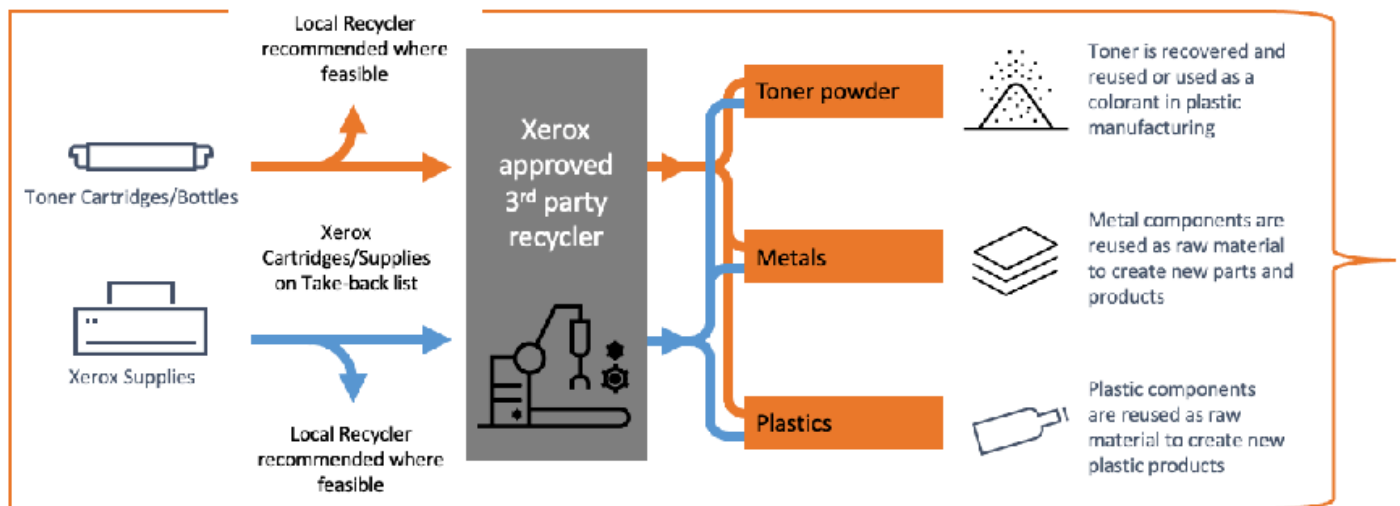 Local Recycler
recommended where
feasible
Toner Cartridges/Bottles
Xerox
Cartridges/Supplies
on Take-back list
Xerox Supplies
Local Recycler
recommended where
feasible
Xerox
approved
3rd party
recycler
Toner powder
Toner is recovered and
reused or used as a
colorant in plastic
manufacturing
Metals
Metal components are
reused as raw material
to create new parts and
products
Plastics
Plastic components
are reused as raw
material to create new
plastic products